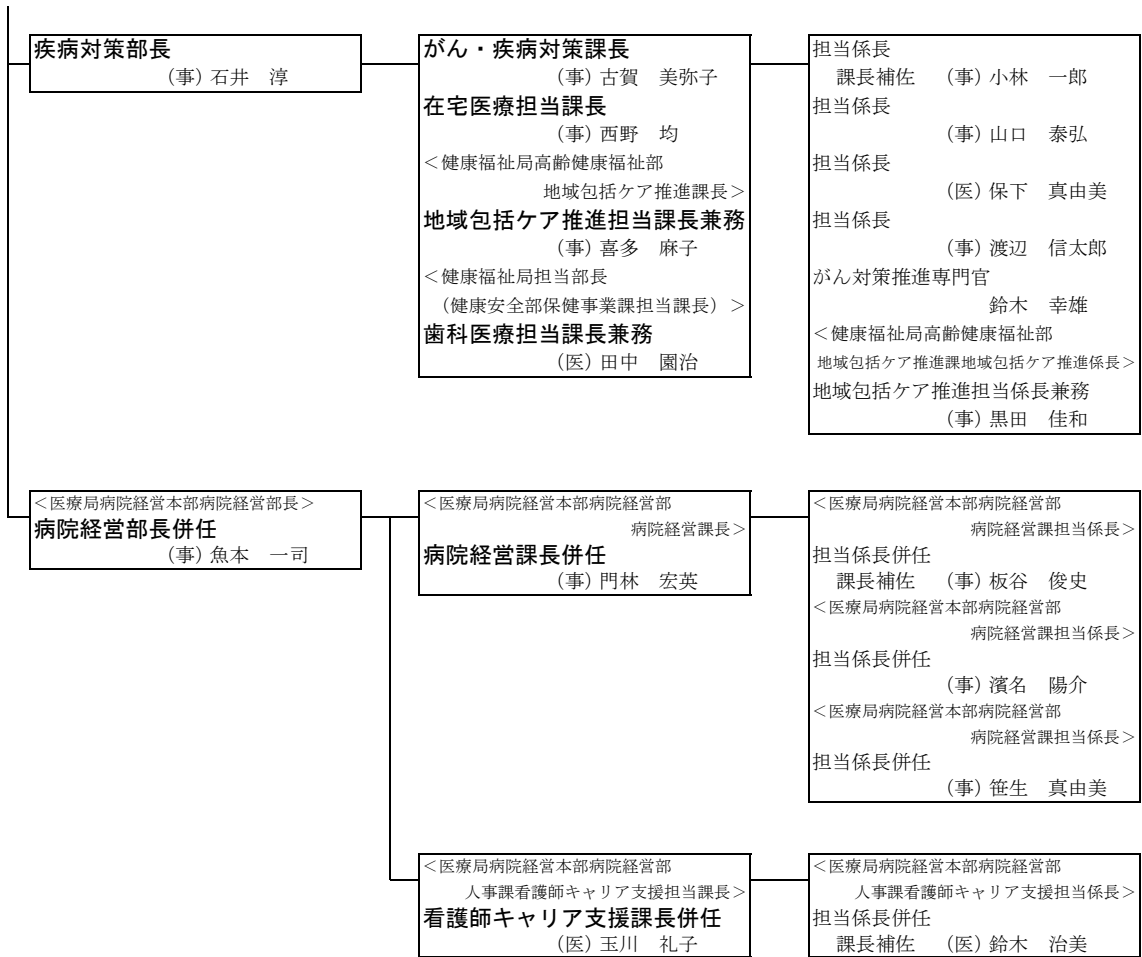 疾病対策部長
(事) 石井　淳
がん・疾病対策課長
(事) 古賀　美弥子
在宅医療担当課長
(事) 西野　均
＜健康福祉局高齢健康福祉部
地域包括ケア推進課長＞
地域包括ケア推進担当課長兼務
(事) 喜多　麻子
＜健康福祉局担当部長
（健康安全部保健事業課担当課長）＞
歯科医療担当課長兼務
(医) 田中　園治
担当係長
課長補佐　(事) 小林　一郎
担当係長
(事) 山口　泰弘
担当係長
(医) 保下　真由美
担当係長
(事) 渡辺　信太郎
がん対策推進専門官
鈴木　幸雄
＜健康福祉局高齢健康福祉部
地域包括ケア推進課地域包括ケア推進係長＞
地域包括ケア推進担当係長兼務
(事) 黒田　佳和
＜医療局病院経営本部病院経営部長＞
病院経営部長併任
(事) 魚本　一司
＜医療局病院経営本部病院経営部
病院経営課長＞
病院経営課長併任
(事) 門林　宏英
＜医療局病院経営本部病院経営部
病院経営課担当係長＞
担当係長併任
課長補佐　(事) 板谷　俊史
＜医療局病院経営本部病院経営部
病院経営課担当係長＞
担当係長併任
(事) 濱名　陽介
＜医療局病院経営本部病院経営部
病院経営課担当係長＞
担当係長併任
(事) 笹生　真由美
＜医療局病院経営本部病院経営部
人事課看護師キャリア支援担当課長＞
看護師キャリア支援課長併任
(医) 玉川　礼子
＜医療局病院経営本部病院経営部
人事課看護師キャリア支援担当係長＞
担当係長併任
課長補佐　(医) 鈴木　治美